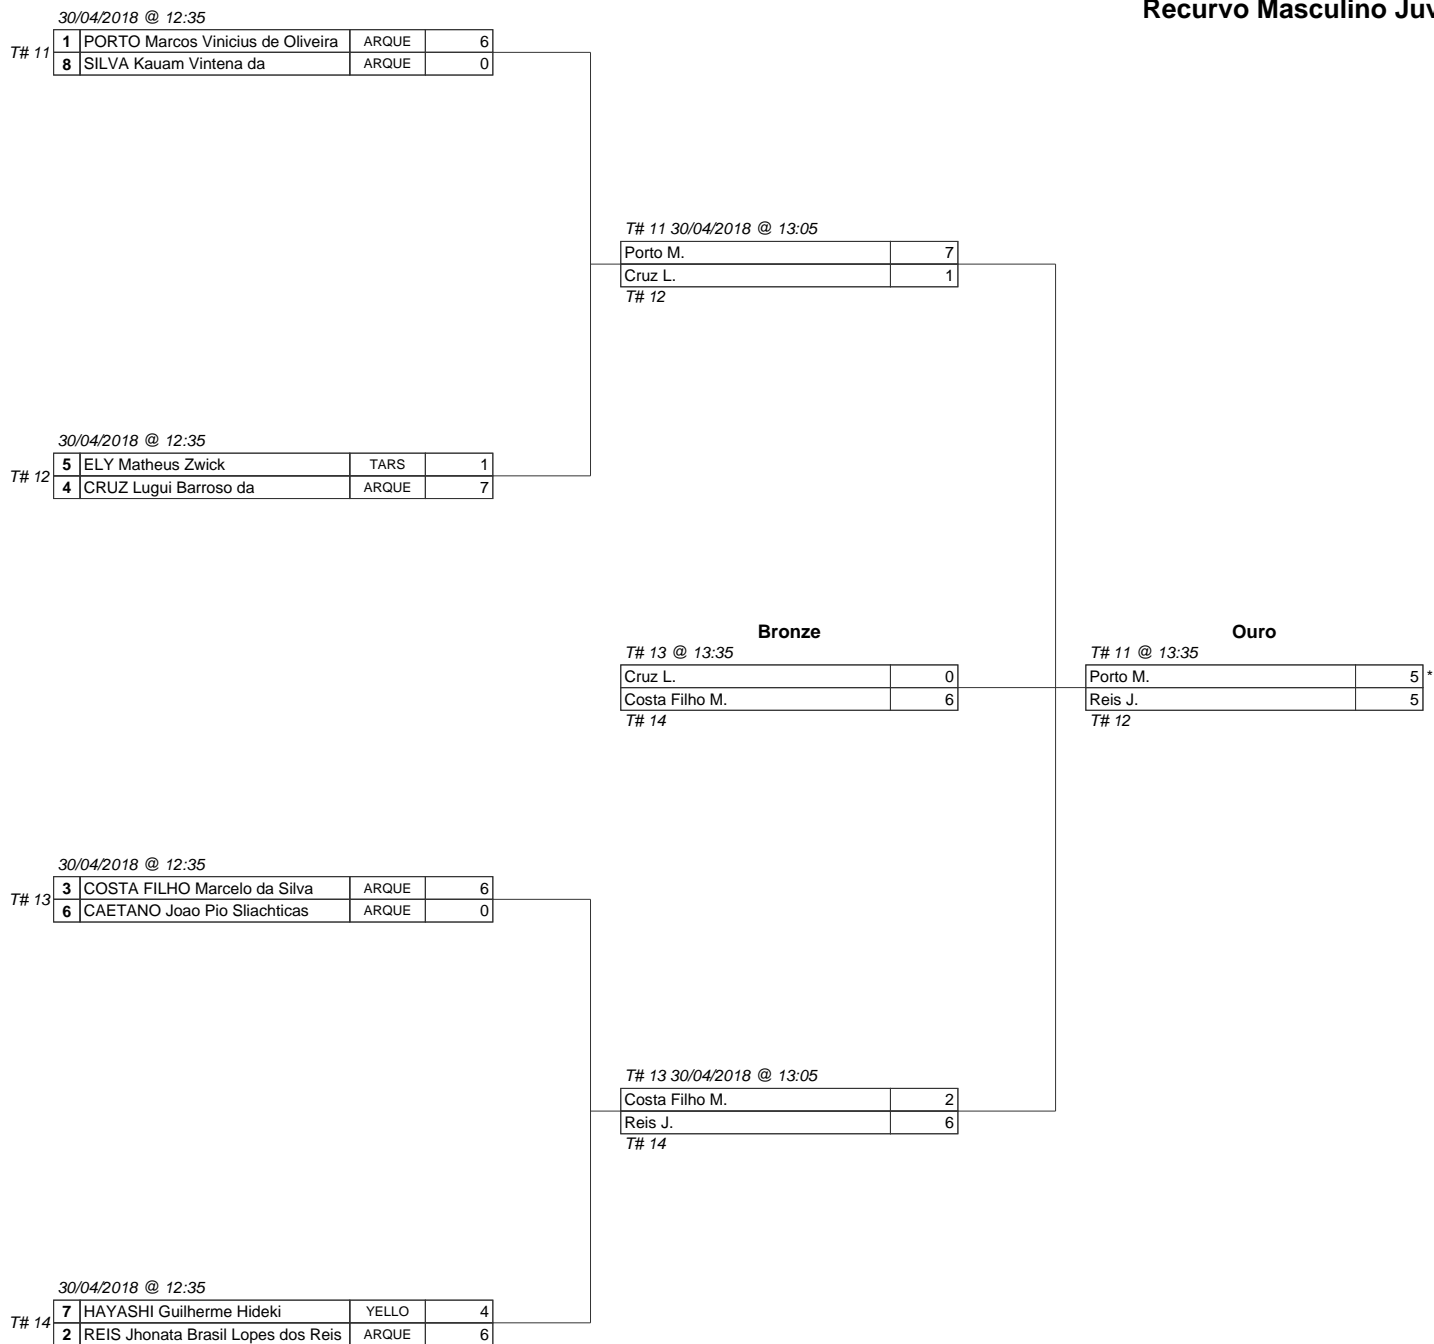 Recurvo Masculino Juv
30/04/2018 @ 12:35
T# 11
1 PORTO Marcos Vinicius de Oliveira ARQUE 6
8 SILVA Kauam Vintena da ARQUE 0
T# 11 30/04/2018 @ 13:05
Porto M. 7
Cruz L. 1
T# 12
30/04/2018 @ 12:35
T# 12
5 ELY Matheus Zwick TARS 1
4 CRUZ Lugui Barroso da ARQUE 7
Bronze
T# 13 @ 13:35
Cruz L. 0
Costa Filho M. 6
T# 14
Ouro
T# 11 @ 13:35
Porto M. 5 *
Reis J. 5
T# 12
30/04/2018 @ 12:35
T# 13
3 COSTA FILHO Marcelo da Silva ARQUE 6
6 CAETANO Joao Pio Sliachticas ARQUE 0
T# 13 30/04/2018 @ 13:05
Costa Filho M. 2
Reis J. 6
T# 14
30/04/2018 @ 12:35
T# 14
7 HAYASHI Guilherme Hideki YELLO 4
2 REIS Jhonata Brasil Lopes dos Reis ARQUE 6